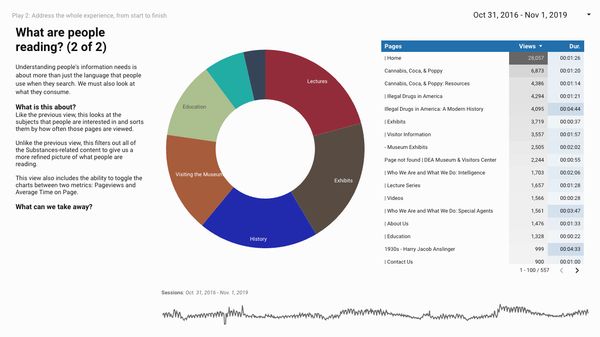 Play 2: Address the whole experience, from start to finish
Oct 31, 2016 - Nov 1, 2019
What are people
reading? (2 of 2)
Understanding people's information needs is
about more than just the language that people
use when they search. We must also look at
what they consume.
What is this about?
Like the previous view, this looks at the
subjects that people are interested in and sorts
them by how often those pages are viewed.
Unlike the previous view, this filters out all of
the Substances-related content to give us a
more refined picture of what people are
reading.
This view also includes the ability to toggle the
charts between two metrics: Pageviews and
Average Time on Page.
What can we take away?
Lectures
Exhibits
History
Visiting the Museum
Education
Pages Views Dur.
| Home 28,057 00:01:26
Cannabis, Coca, & Poppy 6,873 00:01:20
Cannabis, Coca, & Poppy: Resources 4,386 00:01:14
| Illegal Drugs in America 4,294 00:01:21
Illegal Drugs in America: A Modern History 4,095 00:04:44
| Exhibits 3,719 00:00:37
| Visitor Information 3,557 00:01:57
- Museum Exhibits 2,505 00:02:02
Page not found | DEA Museum & Visitors Center 2,244 00:00:55
| Who We Are and What We Do: Intelligence 1,703 00:02:06
| Lecture Series 1,657 00:01:28
| Videos 1,566 00:00:28
| Who We Are and What We Do: Special Agents 1,561 00:03:47
| About Us 1,476 00:01:33
| Education 1,328 00:00:22
1930s - Harry Jacob Anslinger 999 00:04:33
| Contact Us 900 00:01:00
1 - 100 / 557
Sessions: Oct. 31, 2016 - Nov. 1, 2019